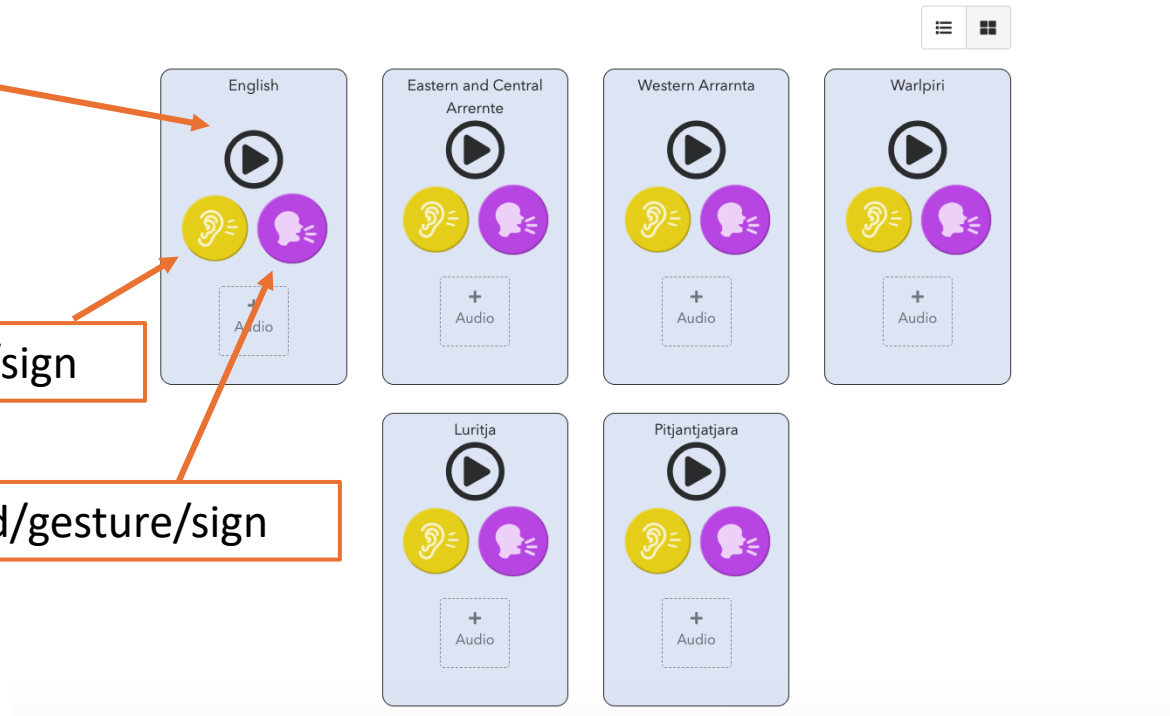 English
Eastern and Central
Arrernte
Western Arrarnta
Warlpiri
+
Audio
+
Audio
+
Audio
+
Audio
/sign
d/gesture/sign
Luritja
Pitjantjatjara
+
Audio
+
Audio